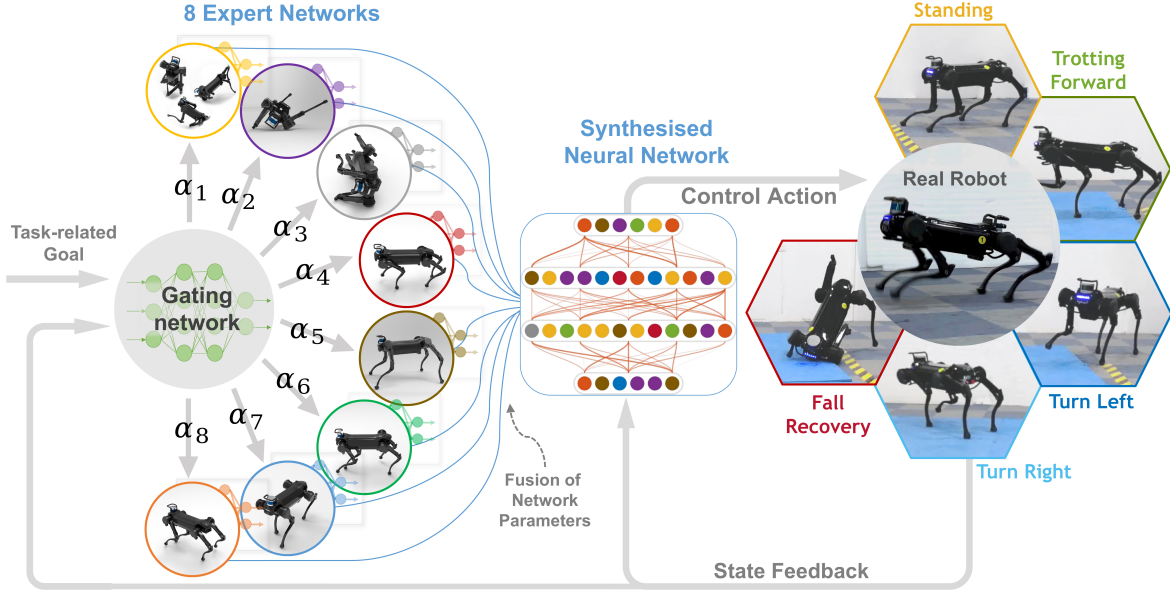 8 Expert Networks
Standing
Trotting
Forward
Synthesised
Neural Network
Control Action
Real Robot
α1
α2
α3
α4
α5
α6
α7
α8
Task-related
Goal
Gating
network
Fall
Recovery
Turn Left
Turn Right
Fusion of
Network
Parameters
State Feedback